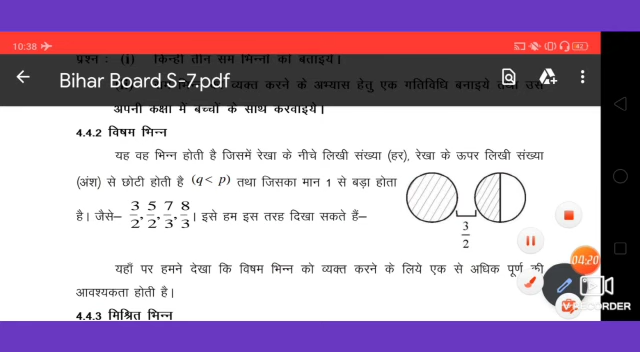 10:38
42
प्रश्न : (i) किन्हीं तीन सम भिन्नों को बताइये।
Bihar Board S-7.pdf
व्यक्त करने के अभ्यास हेतु एक गतिविधि बनाइये तथा उसे
अपनी कक्षा में बच्चों के साथ करवाइये।
4.4.2 विषम भिन्न
यह वह भिन्न होती है जिसमें रेखा के नीचे लिखी संख्या (हर), रेखा के ऊपर लिखी संख्या
(अंश) से छोटी होती है (q < p) तथा जिसका मान 1 से बड़ा होता
है। जैसे– 3/2, 5/2, 7/3, 8/3। इसे हम इस तरह दिखा सकते हैं–
3/2
04:20
यहाँ पर हमने देखा कि विषम भिन्न को व्यक्त करने के लिये एक से अधिक पूर्ण की
आवश्यकता होती है।
RECORDER
4.4.3 मिश्रित भिन्न